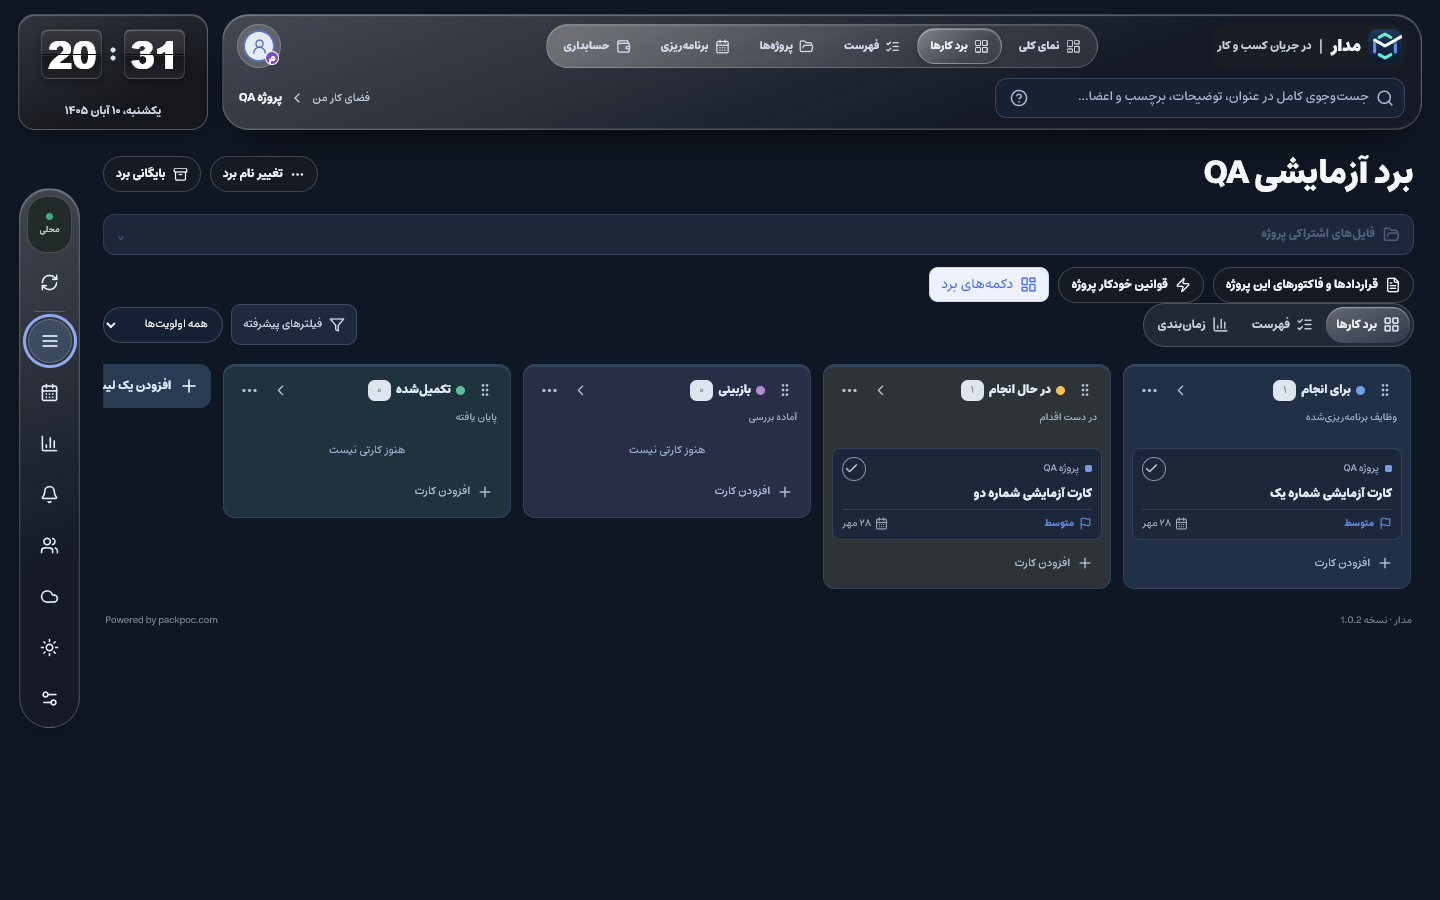 مدار | در جریان کسب و کار
نمای کلی
برد کارها
فهرست
پروژه‌ها
برنامه‌ریزی
حسابداری
م
20 : 31
یکشنبه، ۱۰ آبان ۱۴۰۵
جست‌وجوی کامل در عنوان، توضیحات، برچسب و اعضا...
فضای کار من
پروژه QA
برد آزمایشی QA
تغییر نام برد
بایگانی برد
محلی
فایل‌های اشتراکی پروژه
قراردادها و فاکتورهای این پروژه
قوانین خودکار پروژه
دکمه‌های برد
برد کارها
فهرست
زمان‌بندی
فیلترهای پیشرفته
همه اولویت‌ها
برای انجام ۱
وظایف برنامه‌ریزی‌شده
پروژه QA
کارت آزمایشی شماره یک
متوسط
۲۸ مهر
افزودن کارت
در حال انجام ۱
در دست اقدام
پروژه QA
کارت آزمایشی شماره دو
متوسط
۲۸ مهر
افزودن کارت
بازبینی ۰
آماده بررسی
هنوز کارتی نیست
افزودن کارت
تکمیل‌شده ۰
پایان یافته
هنوز کارتی نیست
افزودن کارت
افزودن یک
مدار · نسخه 1.0.2
Powered by packpoc.com